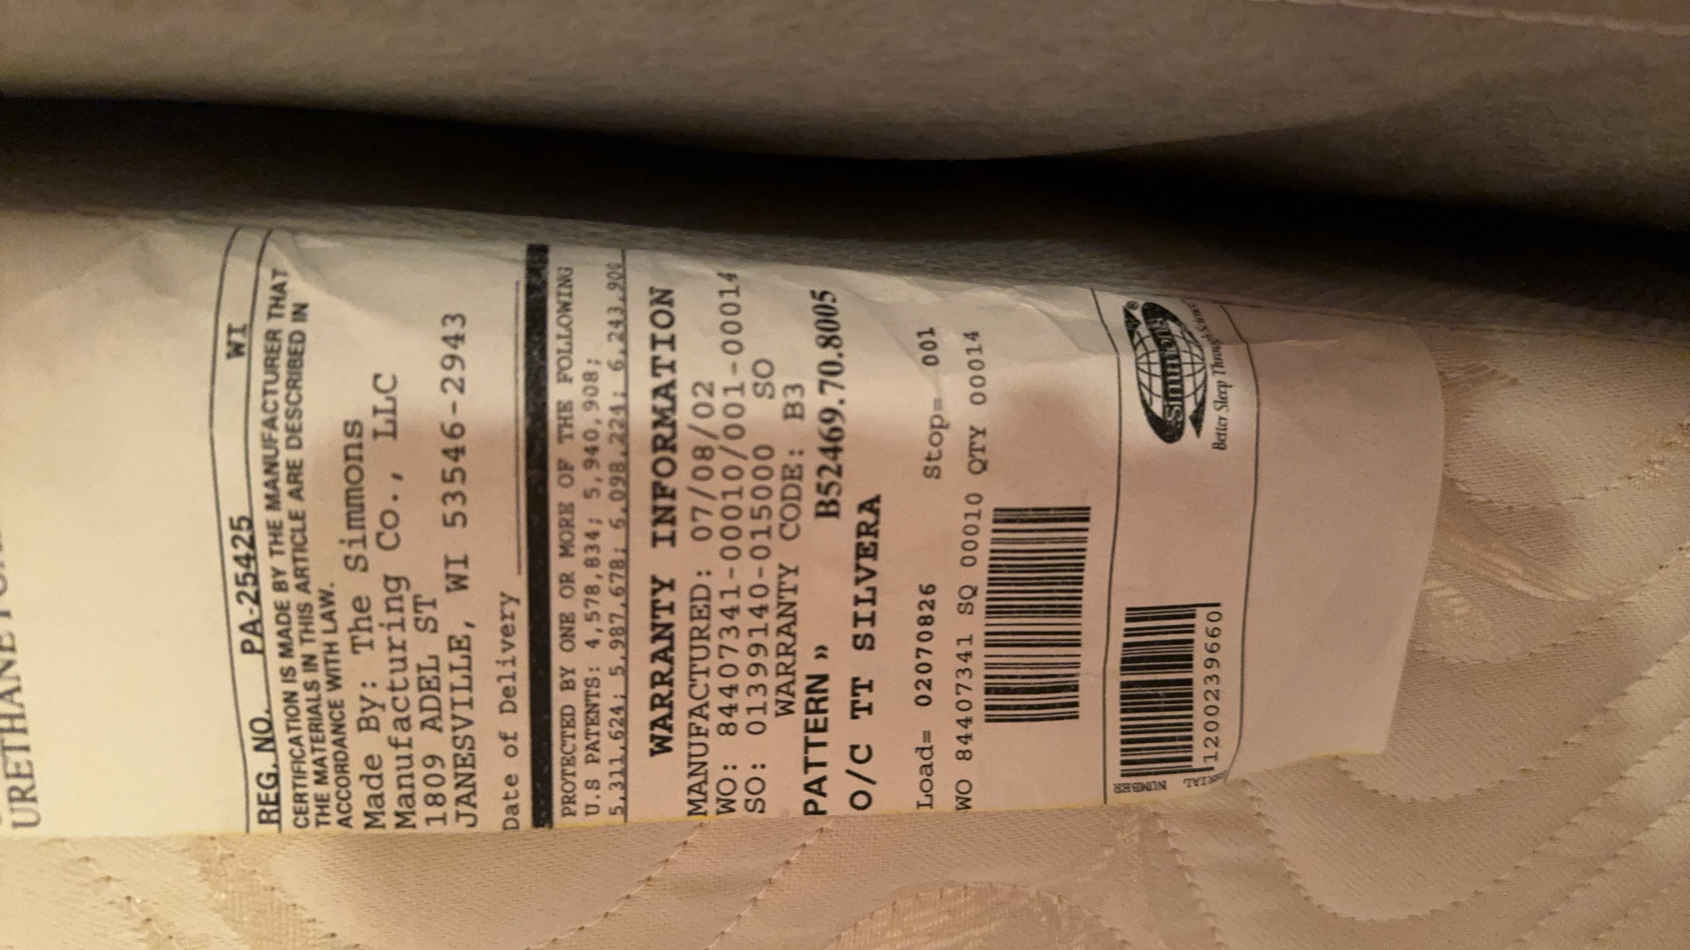 URETHANE
REG. NO. PA-25425 WI
CERTIFICATION IS MADE BY THE MANUFACTURER THAT
THE MATERIALS IN THIS ARTICLE ARE DESCRIBED IN
ACCORDANCE WITH LAW.
Made By: The Simmons
Manufacturing Co., LLC
1809 ADEL ST
JANESVILLE, WI 53546-2943
Date of Delivery
PROTECTED BY ONE OR MORE OF THE FOLLOWING
U.S PATENTS: 4,578,834; 5,940,908;
5,311,624; 5,987,678; 6,098,224; 6,243,900
WARRANTY INFORMATION
MANUFACTURED: 07/08/02
WO: 84407341-00010/001-00014
SO: 01399140-015000 SO
WARRANTY CODE: B3
PATTERN » B52469.70.8005
O/C TT SILVERA
Load= 02070826 Stop= 001
WO 84407341 SQ 00010 QTY 00014
Simmons®
Better Sleep Through Science
SERIAL NUMBER
1200239660